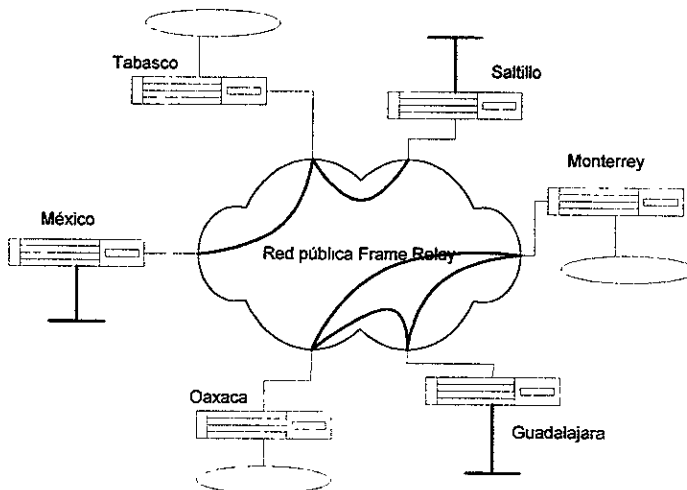 Tabasco
Saltillo
Monterrey
México
Red pública Frame Relay
Oaxaca
Guadalajara